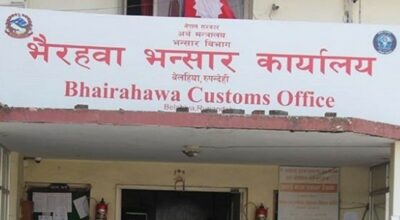 नेपाल सरकार
अर्थ मन्त्रालय
भन्सार विभाग
भैरहवा भन्सार कार्यालय
बेलहिया, रुपन्देही
Bhairahawa Customs Office